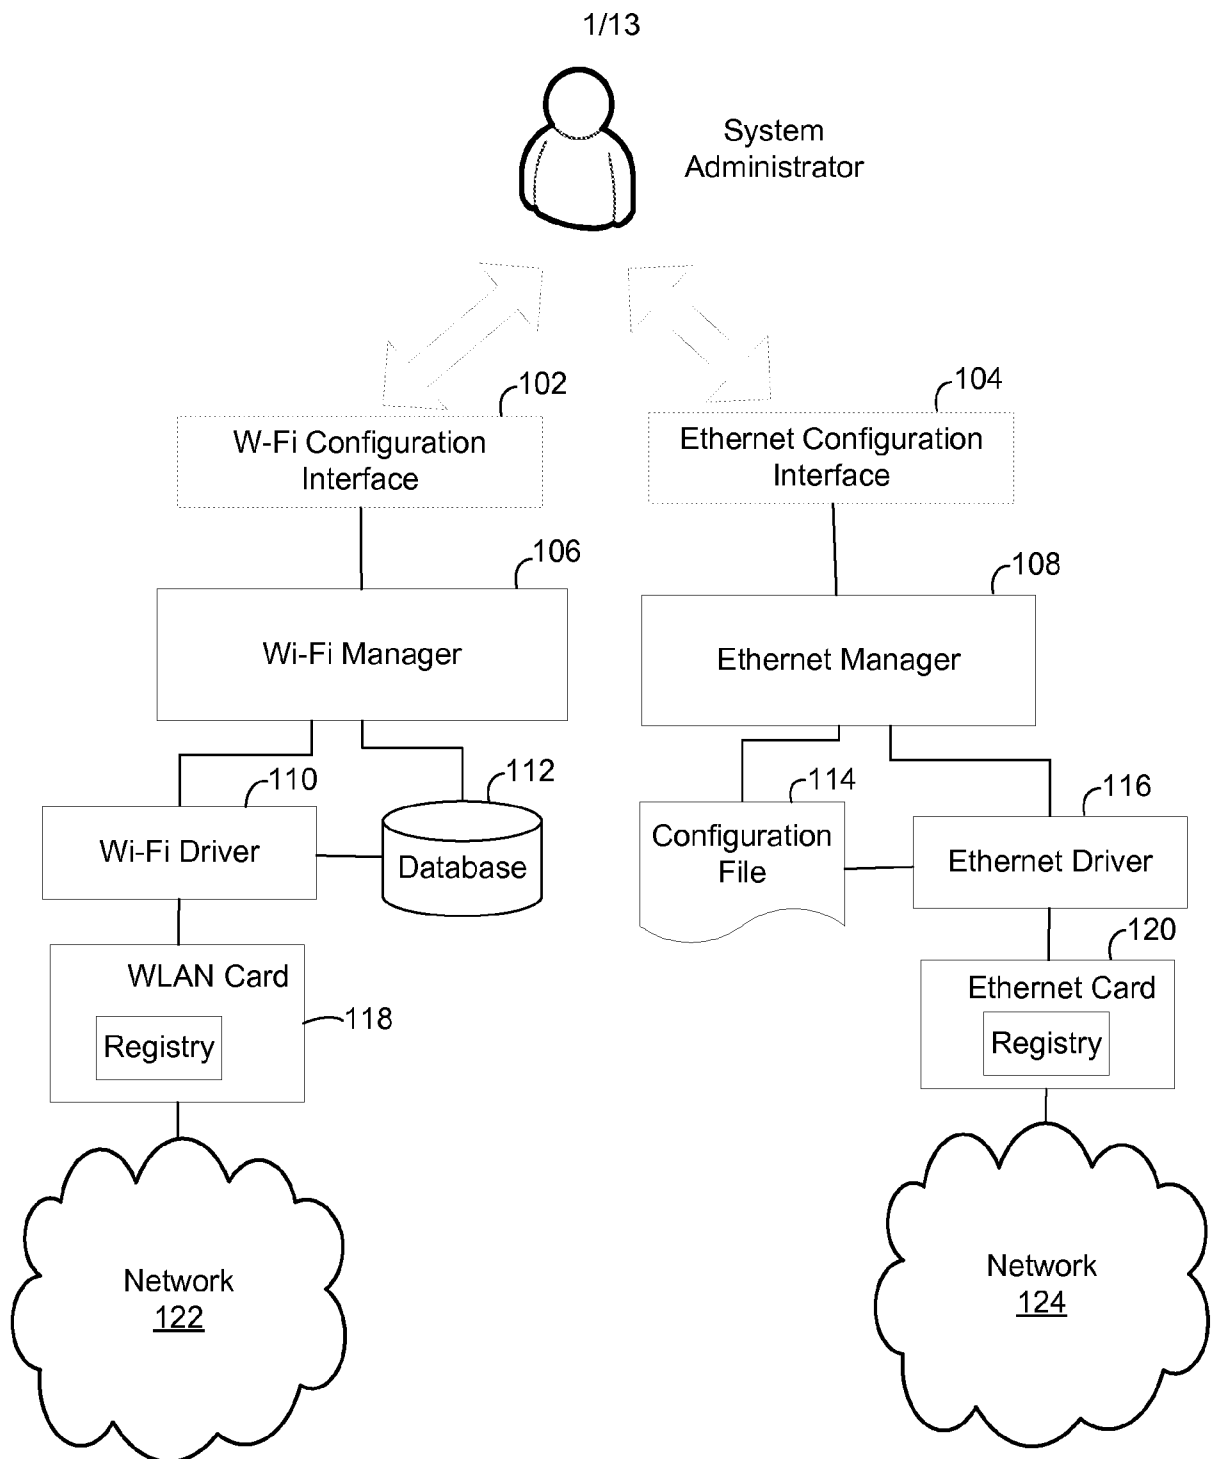 1/13
System
Administrator
102
W-Fi Configuration
Interface
104
Ethernet Configuration
Interface
106
Wi-Fi Manager
108
Ethernet Manager
110
Wi-Fi Driver
112
Database
114
Configuration
File
116
Ethernet Driver
WLAN Card
Registry
118
120
Ethernet Card
Registry
Network
122
Network
124